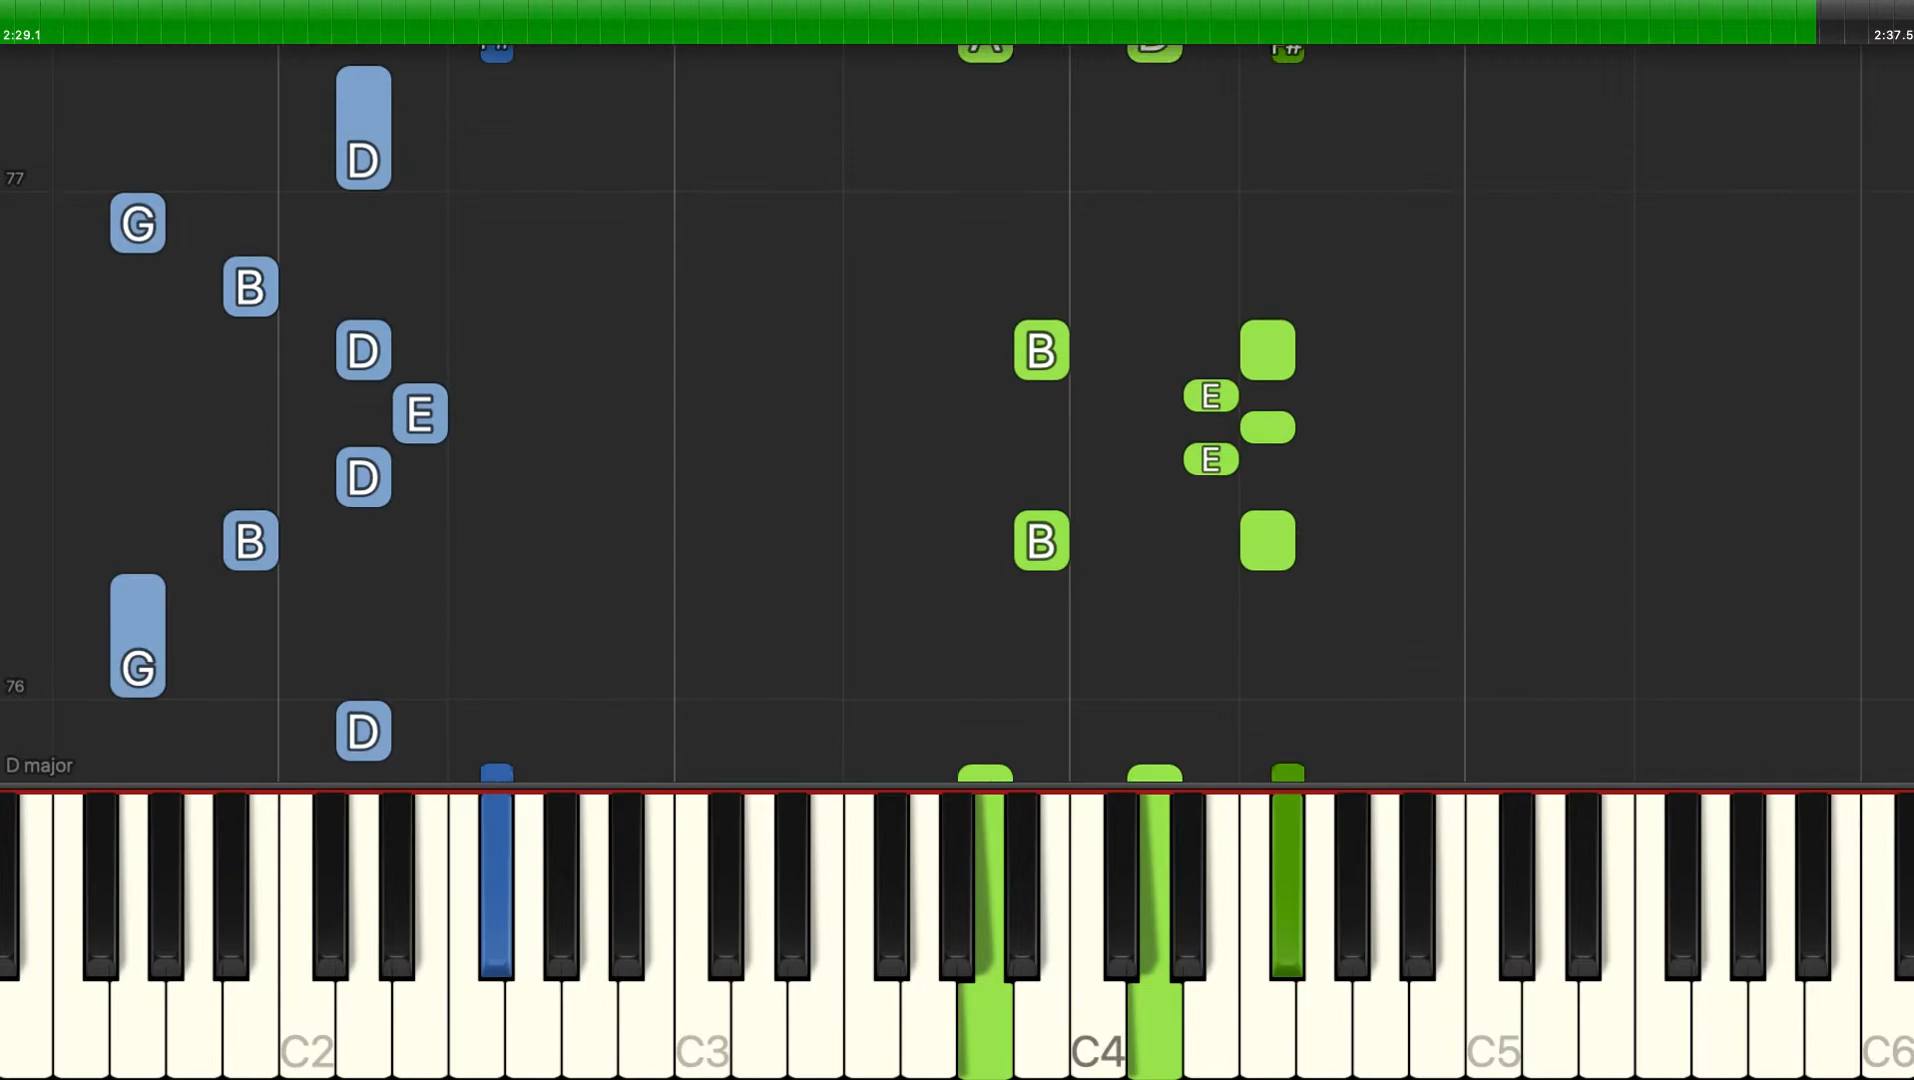 2:29.1 2:37.5
F# A D F#
D
77
G
B
D B
E E
D E
B B
G
76
D
D major
C2 C3 C4 C5 C6